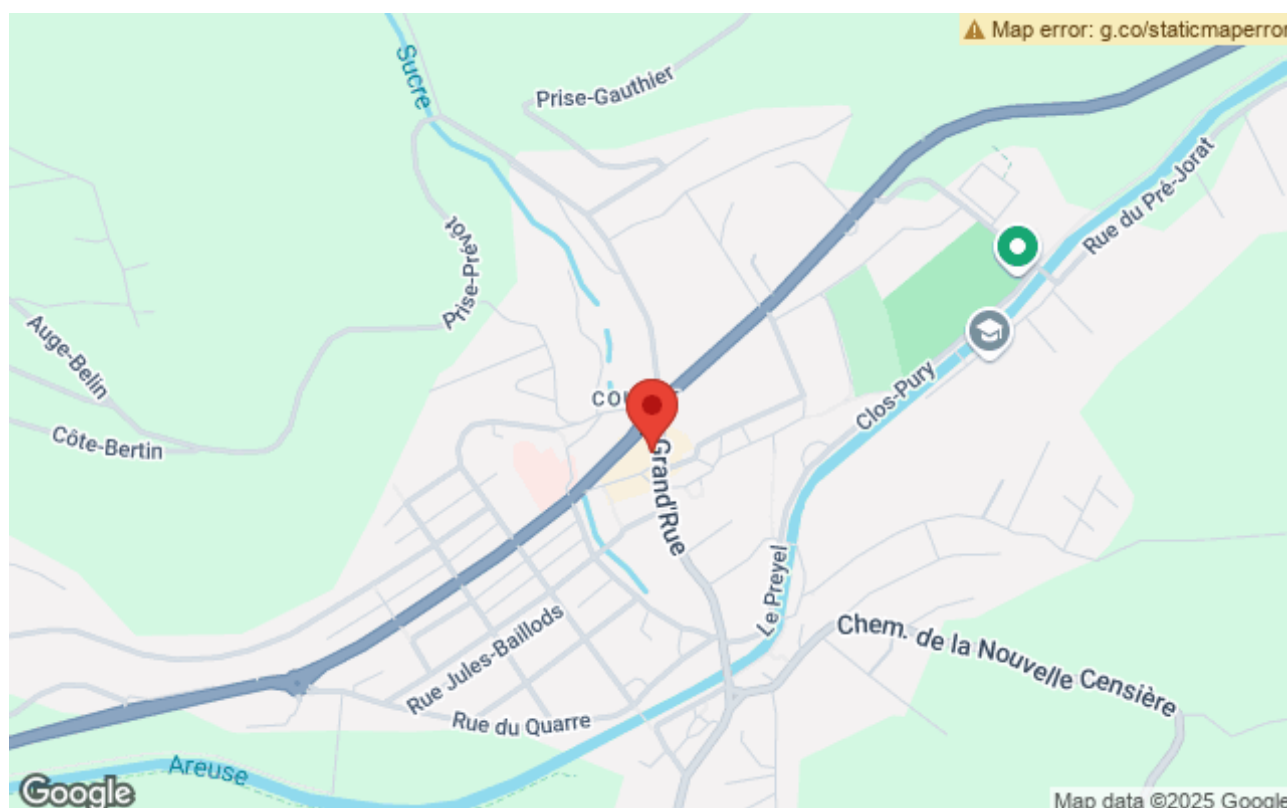 Map error: g.co/staticmaperror
Sucre
Prise-Gauthier
Rue du Pré-Jorat
Prise-Prévôt
Auge-Belin
Côte-Bertin
Clos-Pury
Grand'Rue
Le Preyel
Chem. de la Nouvelle Censière
Rue Jules-Baillods
Rue du Quarre
Areuse
Google
Map data ©2025 Google